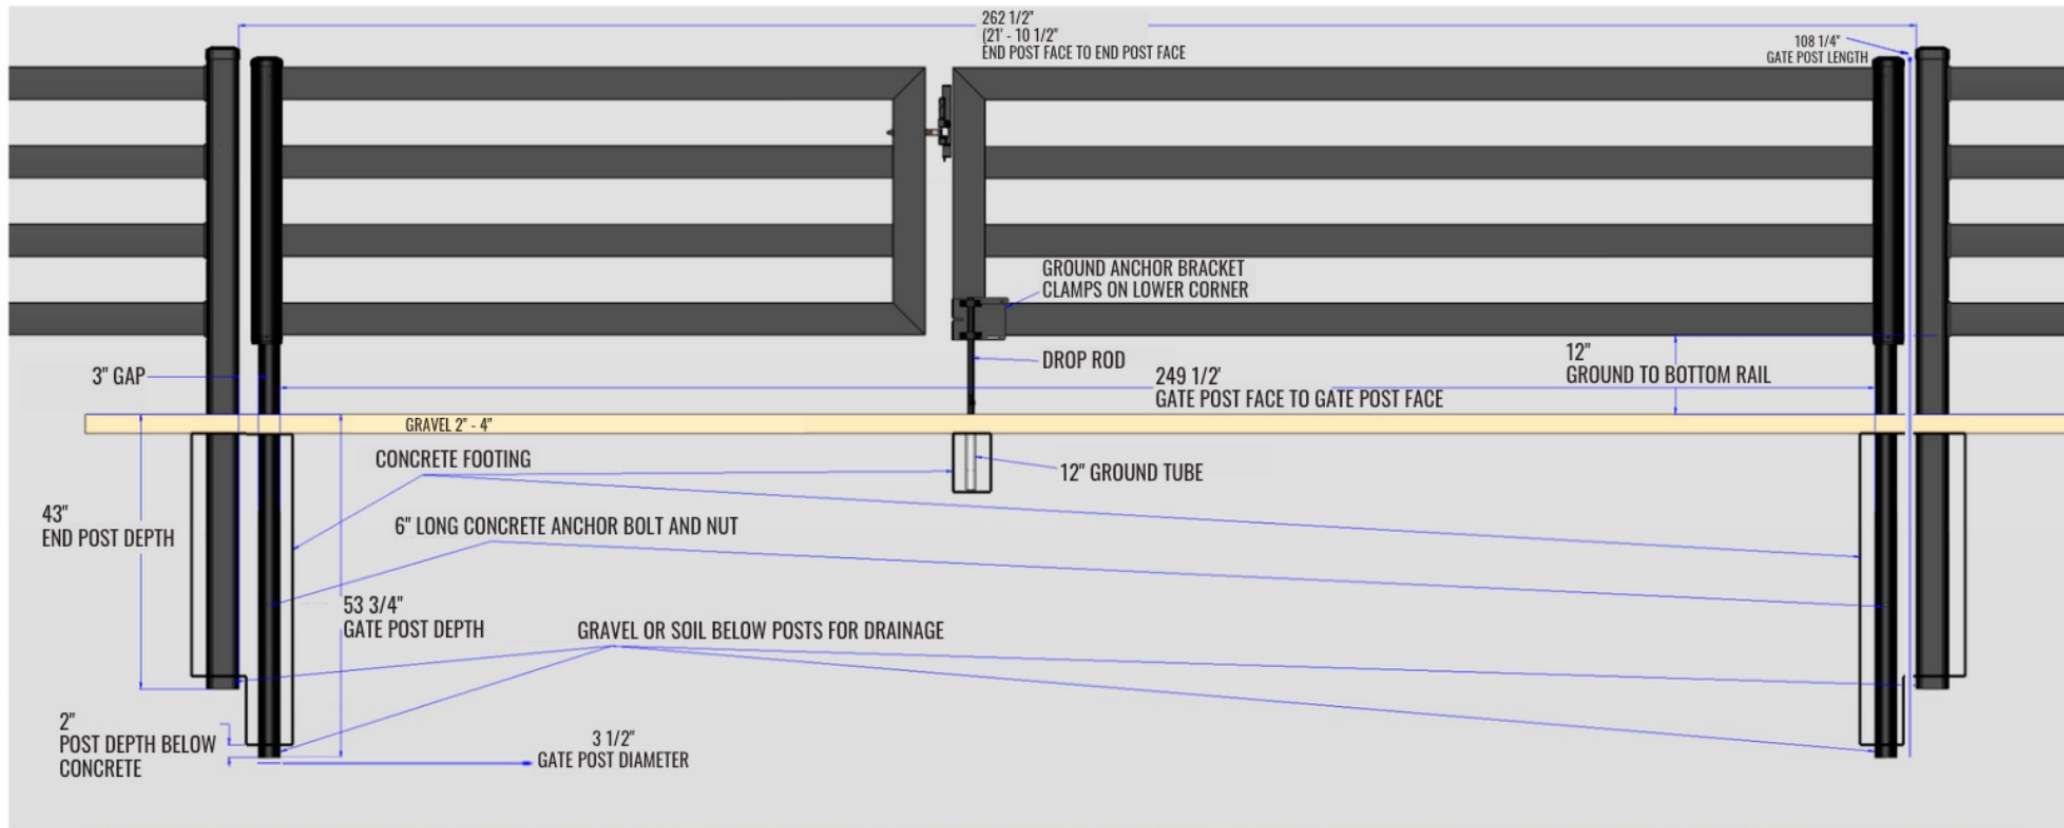 262 1/2"
(21' - 10 1/2"
END POST FACE TO END POST FACE
108 1/4"
GATE POST LENGTH
GROUND ANCHOR BRACKET
CLAMPS ON LOWER CORNER
DROP ROD
12"
GROUND TO BOTTOM RAIL
3" GAP
249 1/2'
GATE POST FACE TO GATE POST FACE
GRAVEL 2" - 4"
CONCRETE FOOTING
12" GROUND TUBE
43"
END POST DEPTH
6" LONG CONCRETE ANCHOR BOLT AND NUT
53 3/4"
GATE POST DEPTH
GRAVEL OR SOIL BELOW POSTS FOR DRAINAGE
2"
POST DEPTH BELOW
CONCRETE
3 1/2"
GATE POST DIAMETER